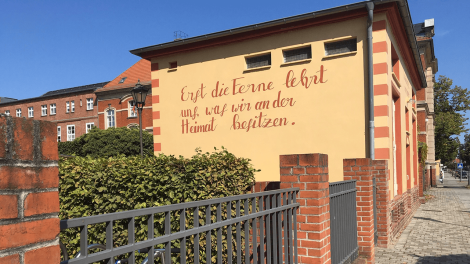 Erst die Ferne lehrt
uns, was wir an der
Heimat besitzen.